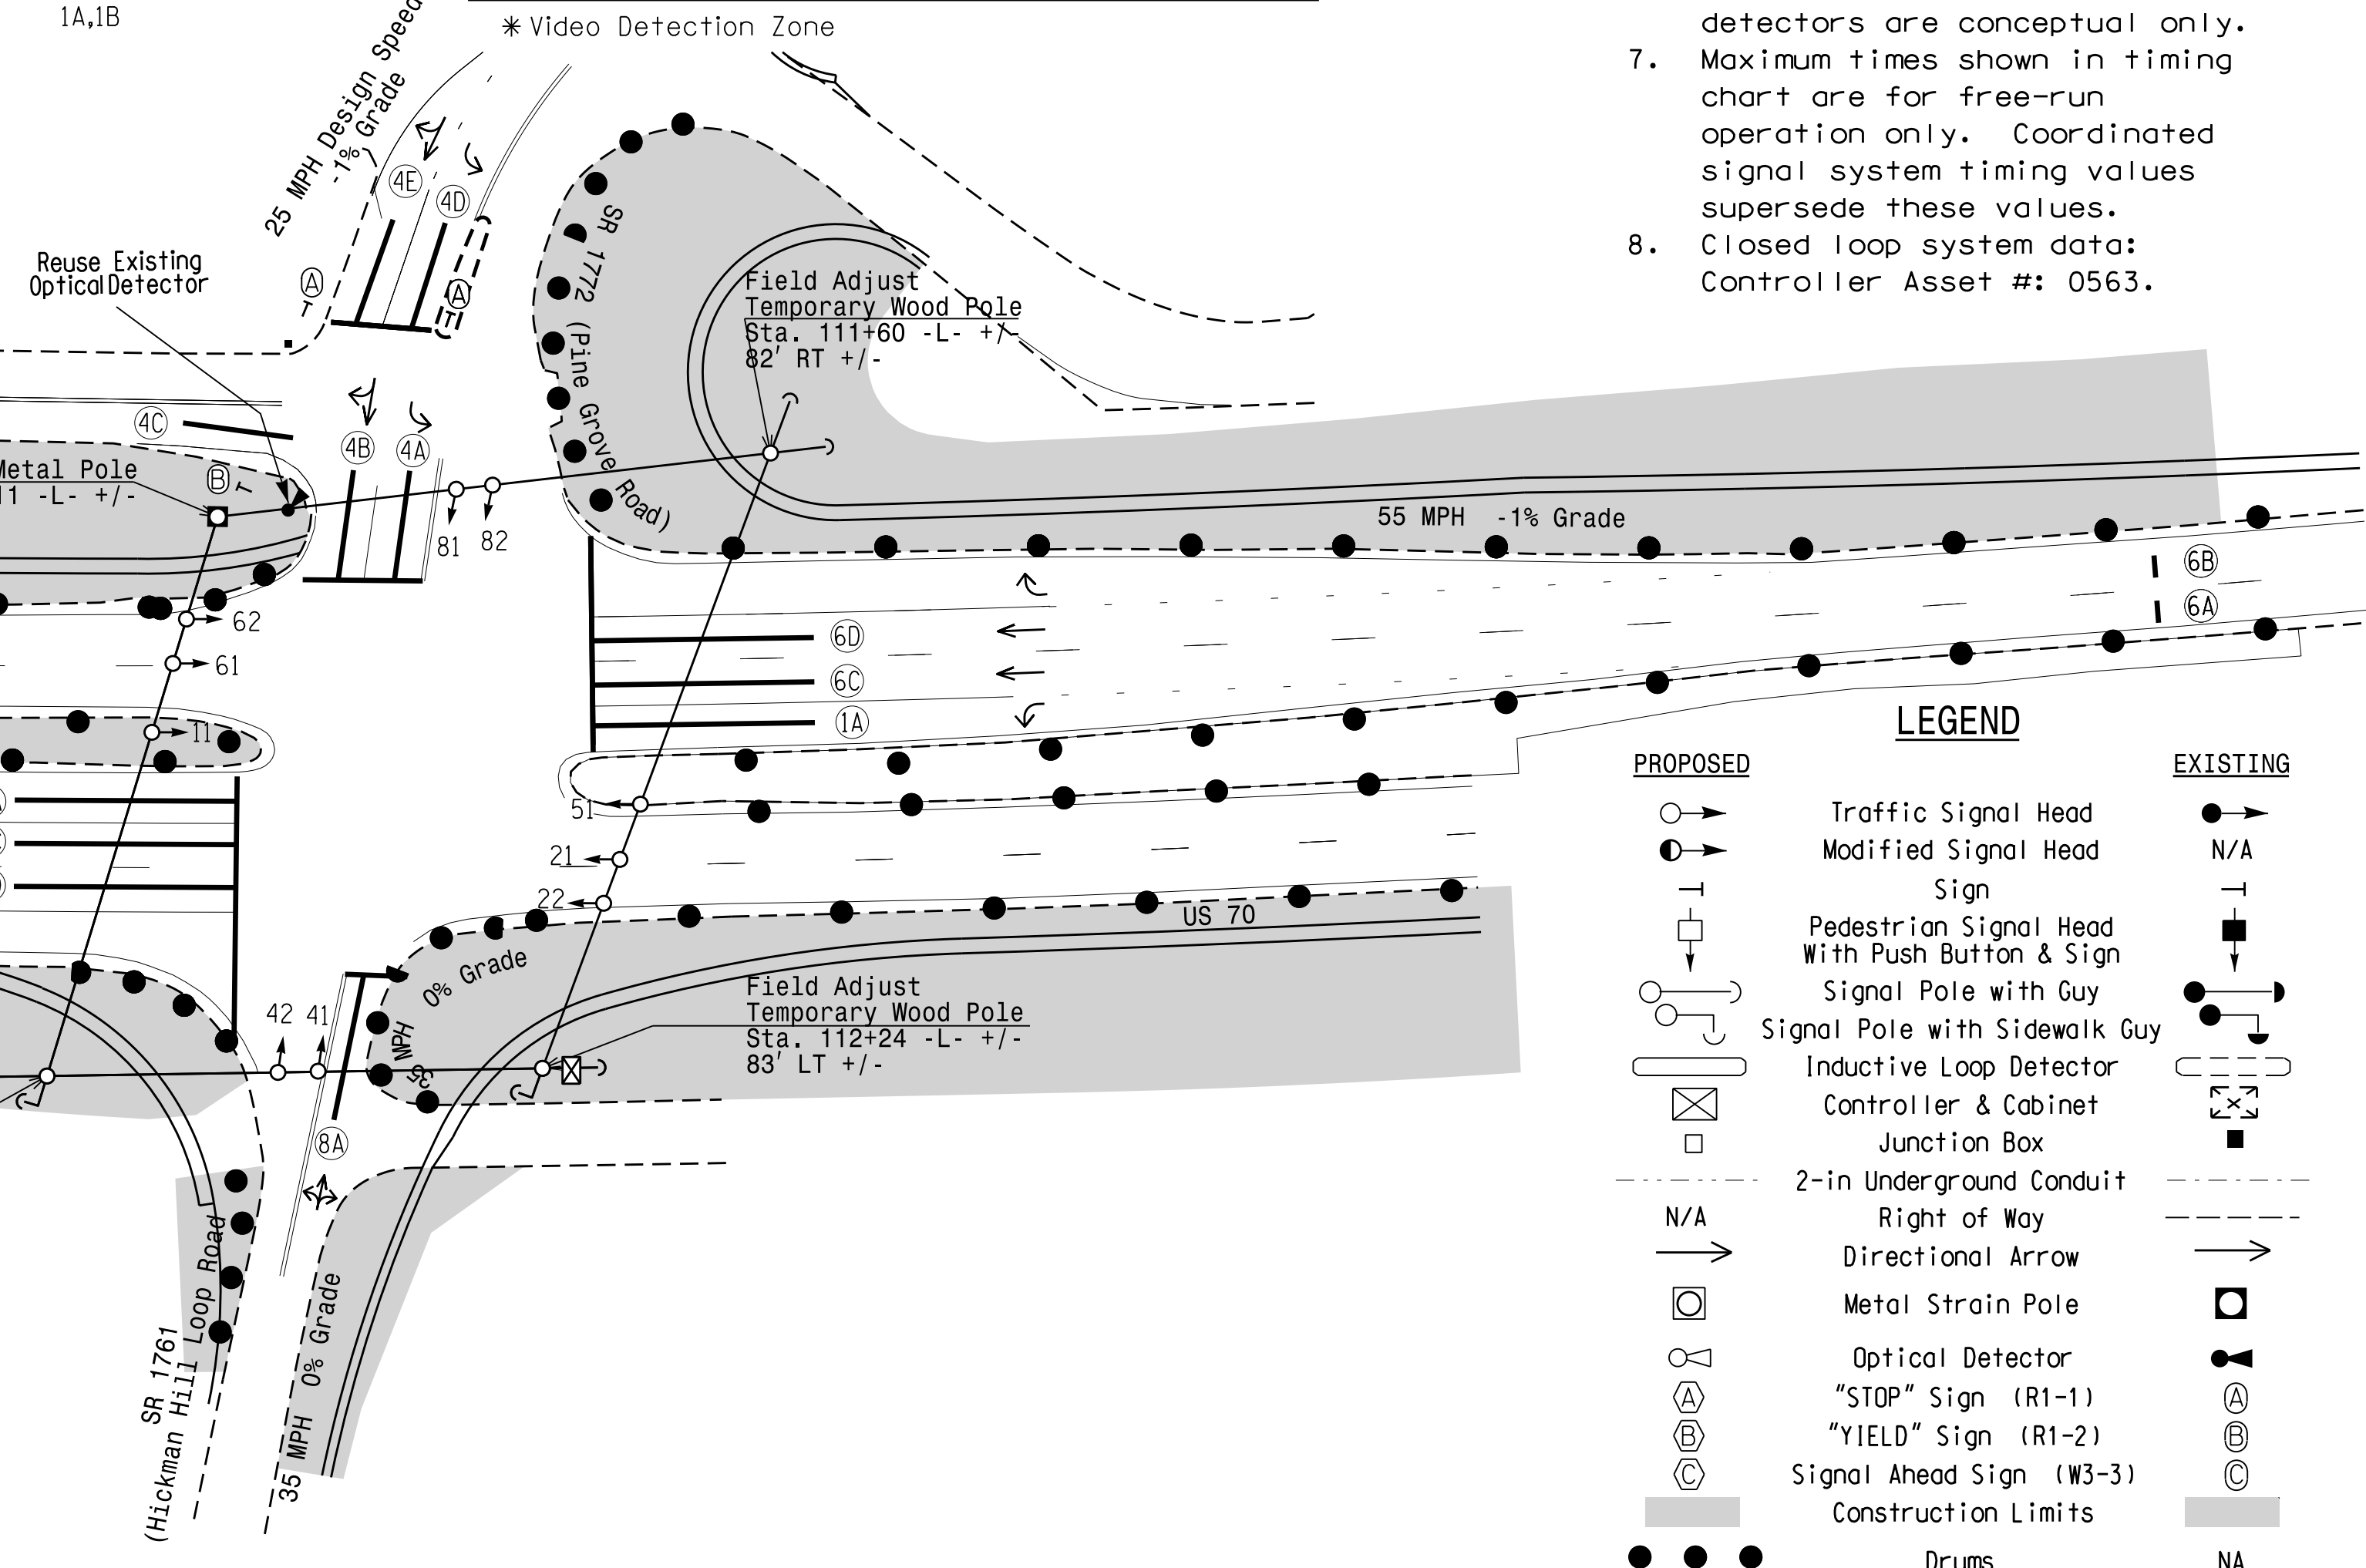 1A,1B
* Video Detection Zone
detectors are conceptual only.
7. Maximum times shown in timing
chart are for free-run
operation only. Coordinated
signal system timing values
supersede these values.
8. Closed loop system data:
Controller Asset #: 0563.
25 MPH Design Speed
-1% Grade
4E
4D
A
A
Reuse Existing
Optical Detector
SR 1772 (Pine Grove Road)
Field Adjust
Temporary Wood Pole
Sta. 111+60 -L- +/-
82' RT +/-
4C
4B
4A
Metal Pole
11 -L- +/-
B
81
82
55 MPH -1% Grade
6B
6A
62
61
11
6D
6C
1A
51
21
22
US 70
35 MPH 0% Grade
Field Adjust
Temporary Wood Pole
Sta. 112+24 -L- +/-
83' LT +/-
42
41
8A
SR 1761
(Hickman Hill Loop Road
35 MPH 0% Grade
LEGEND
PROPOSED EXISTING
Traffic Signal Head
Modified Signal Head N/A
Sign
Pedestrian Signal Head
With Push Button & Sign
Signal Pole with Guy
Signal Pole with Sidewalk Guy
Inductive Loop Detector
Controller & Cabinet
Junction Box
2-in Underground Conduit
N/A Right of Way
Directional Arrow
Metal Strain Pole
Optical Detector
A "STOP" Sign (R1-1) A
B "YIELD" Sign (R1-2) B
C Signal Ahead Sign (W3-3) C
Construction Limits
Drums NA